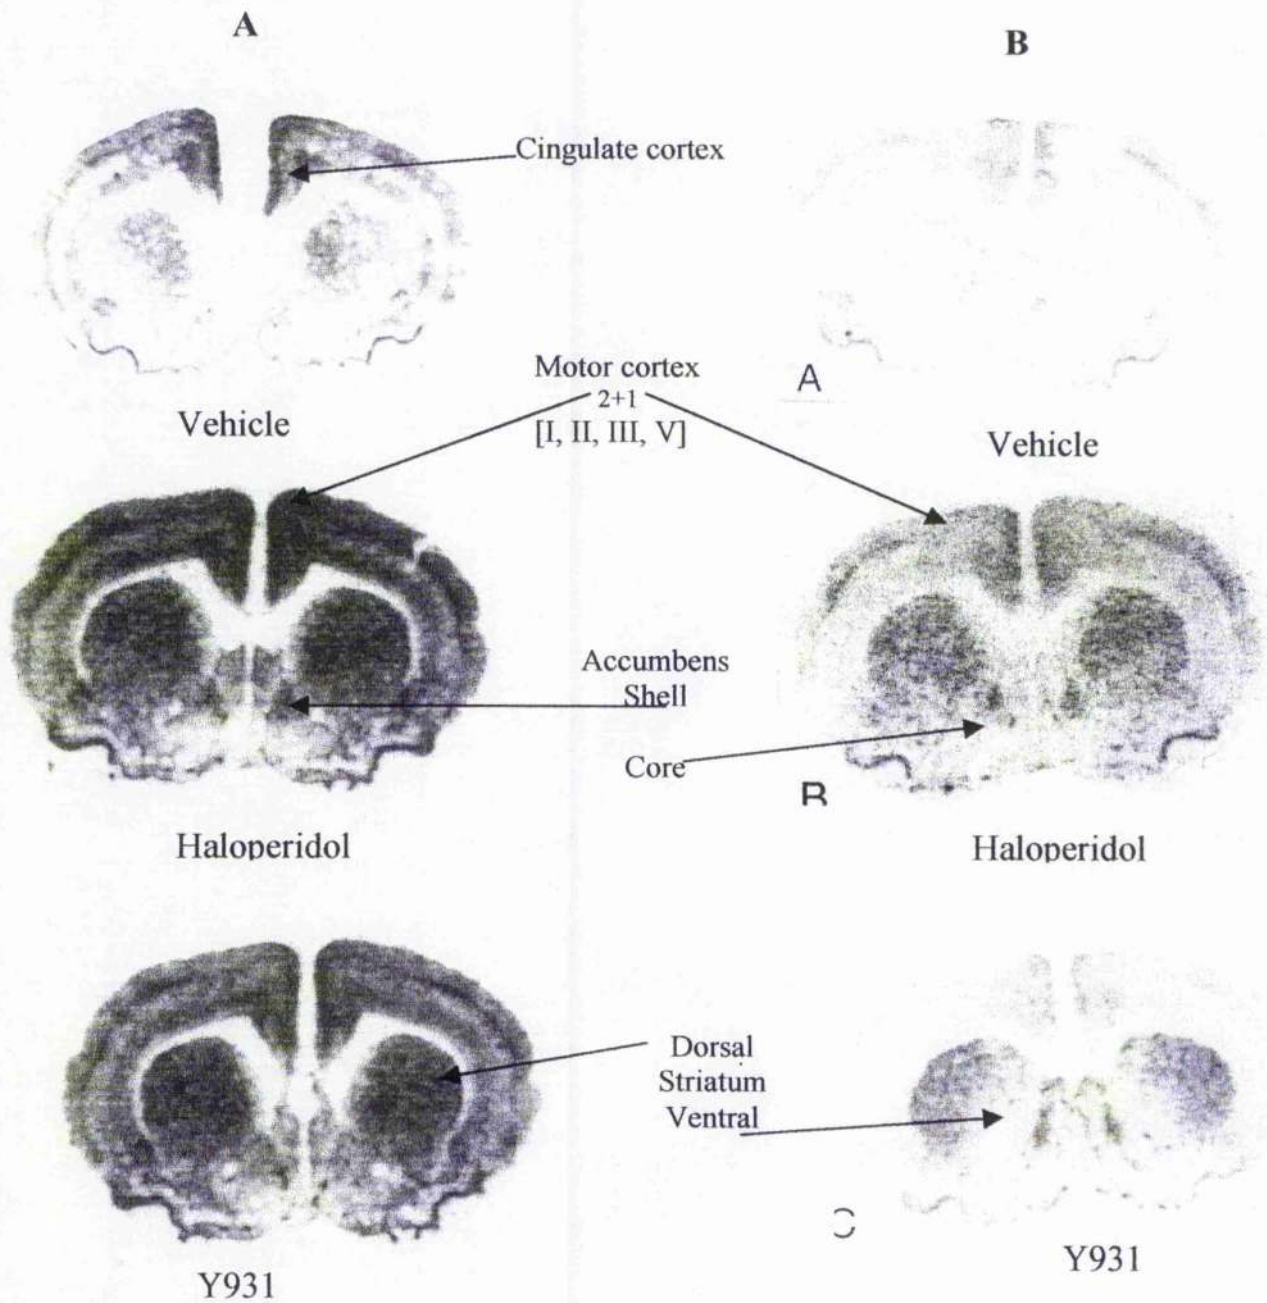 A
B
Cingulate cortex
Motor cortex
2+1
[I, II, III, V]
A
Vehicle
Vehicle
Accumbens
Shell
Core
B
Haloperidol
Haloperidol
Dorsal
Striatum
Ventral
C
Y931
Y931